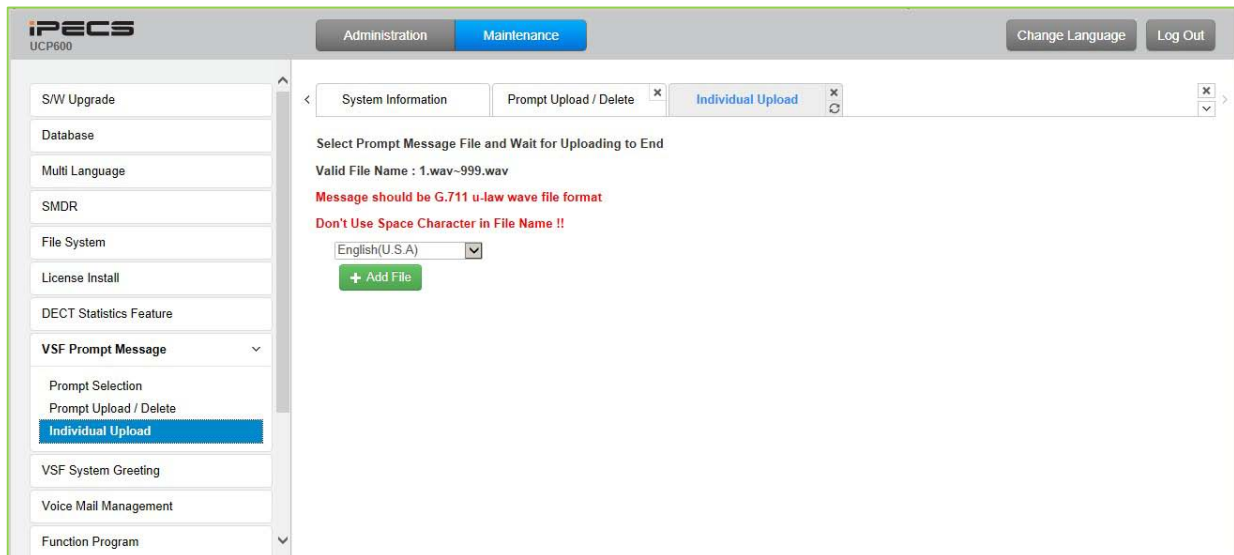 iPECS
UCP600
Administration
Maintenance
Change Language
Log Out
S/W Upgrade
Database
Multi Language
SMDR
File System
License Install
DECT Statistics Feature
VSF Prompt Message
Prompt Selection
Prompt Upload / Delete
Individual Upload
VSF System Greeting
Voice Mail Management
Function Program
System Information
Prompt Upload / Delete
Individual Upload
Select Prompt Message File and Wait for Uploading to End
Valid File Name : 1.wav~999.wav
Message should be G.711 u-law wave file format
Don't Use Space Character in File Name !!
English(U.S.A)
+ Add File